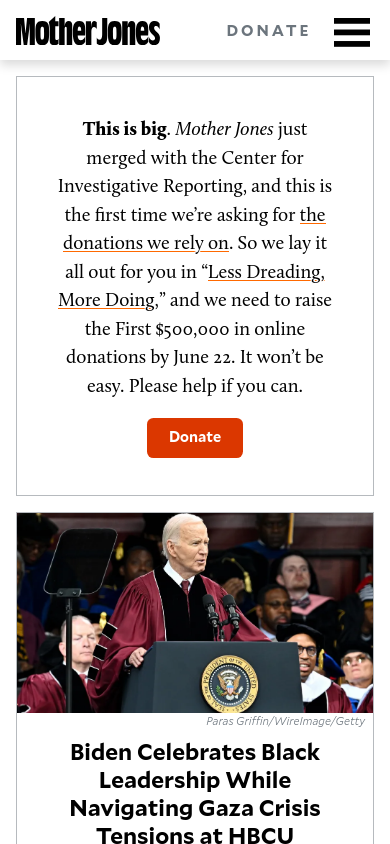 Mother Jones
DONATE
This is big. Mother Jones just
merged with the Center for
Investigative Reporting, and this is
the first time we’re asking for the
donations we rely on. So we lay it
all out for you in “Less Dreading,
More Doing,” and we need to raise
the First $500,000 in online
donations by June 22. It won’t be
easy. Please help if you can.
Donate
Paras Griffin/WireImage/Getty
Biden Celebrates Black
Leadership While
Navigating Gaza Crisis
Tensions at HBCU